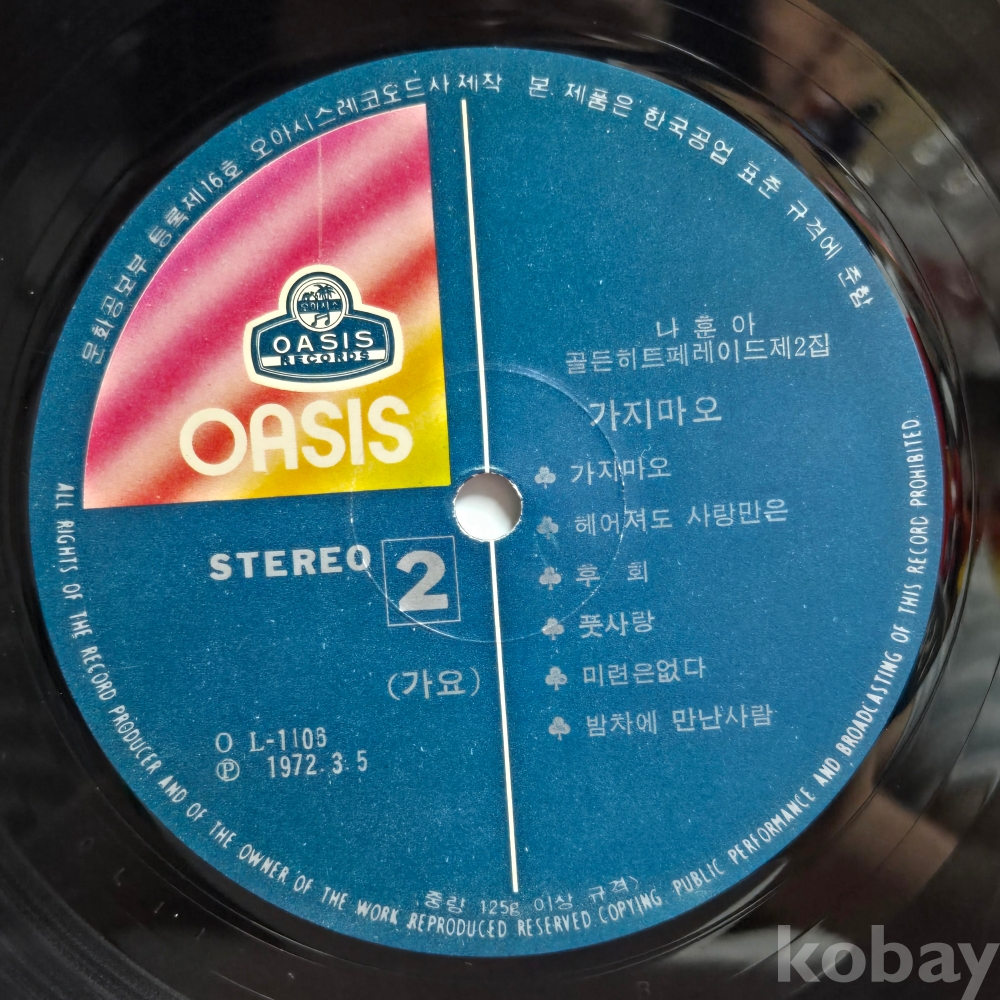 문화공보부 등록제16호 오아시스레코오드사 제작 본 제품은 한국공업 표준 규격에 준함
오아시스
OASIS
RECORDS
OASIS
나 훈 아
골든히트페레이드제2집
가지마오
♣ 가지마오
♣ 헤어져도 사랑만은
♣ 후 회
♣ 풋사랑
♣ 미련은없다
♣ 밤차에 만난사람
STEREO 2
(가요)
O L-1106
Ⓟ 1972.3.5
중량 125g 이상 규격)
ALL RIGHTS OF THE RECORD PRODUCER AND OF THE OWNER OF THE WORK REPRODUCED RESERVED COPYING, PUBLIC PERFORMANCE AND BROADCASTING OF THIS RECORD PROHIBITED.
kobay